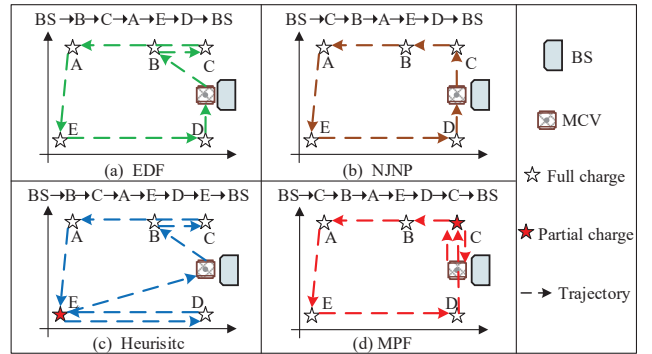 BS→B→C→A→E→D→BS
A
B
C
E
D
(a) EDF
BS→B→C→A→E→D→BS
A
B
C
E
D
(b) NJNP
BS→B→C→A→E→D→E→BS
A
B
C
E
D
(c) Heurisitc
BS→C→B→A→E→D→C→BS
A
B
C
E
D
(d) MPF
BS
MCV
Full charge
Partial charge
Trajectory